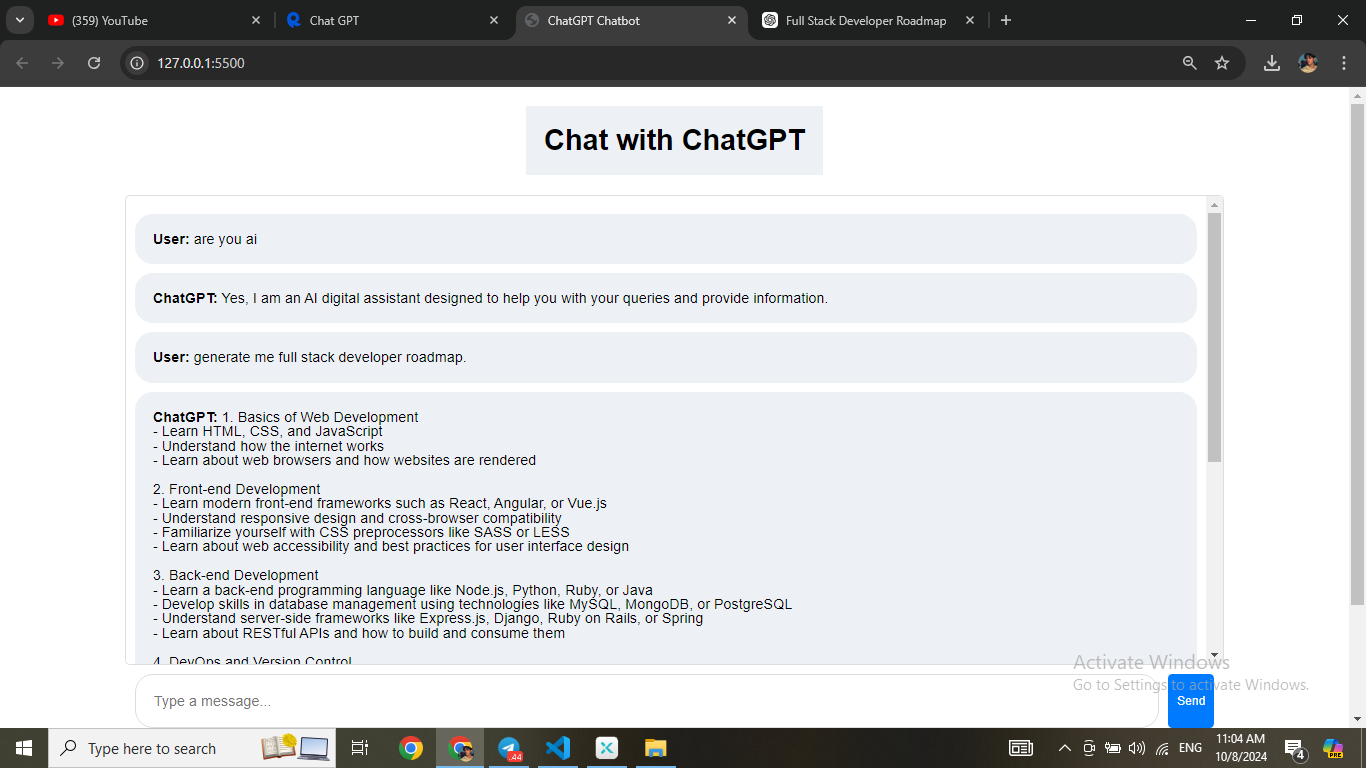 (359) YouTube
Chat GPT
ChatGPT Chatbot
Full Stack Developer Roadmap
127.0.0.1:5500
Chat with ChatGPT
User: are you ai
ChatGPT: Yes, I am an AI digital assistant designed to help you with your queries and provide information.
User: generate me full stack developer roadmap.
ChatGPT: 1. Basics of Web Development
- Learn HTML, CSS, and JavaScript
- Understand how the internet works
- Learn about web browsers and how websites are rendered
2. Front-end Development
- Learn modern front-end frameworks such as React, Angular, or Vue.js
- Understand responsive design and cross-browser compatibility
- Familiarize yourself with CSS preprocessors like SASS or LESS
- Learn about web accessibility and best practices for user interface design
3. Back-end Development
- Learn a back-end programming language like Node.js, Python, Ruby, or Java
- Develop skills in database management using technologies like MySQL, MongoDB, or PostgreSQL
- Understand server-side frameworks like Express.js, Django, Ruby on Rails, or Spring
- Learn about RESTful APIs and how to build and consume them
4. DevOps and Version Control
Activate Windows
Go to Settings to activate Windows.
Type a message...
Send
Type here to search
.44
ENG
11:04 AM
10/8/2024
4
PRE